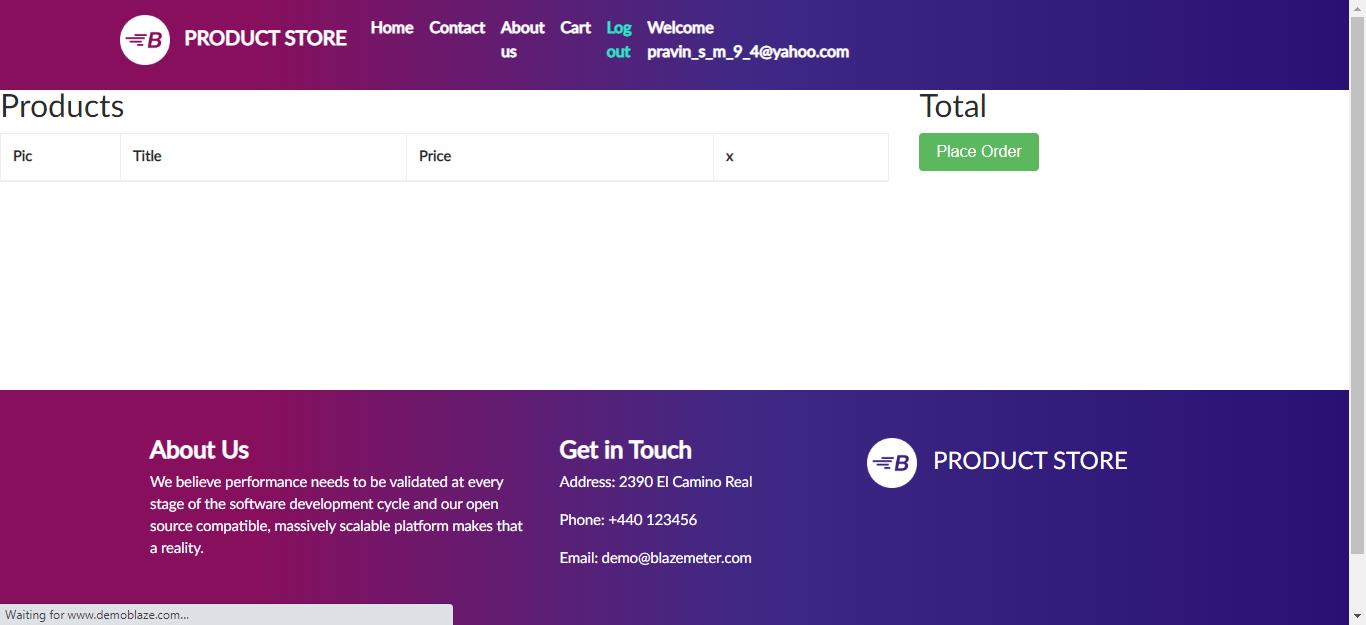 B PRODUCT STORE Home Contact About us Cart Log out Welcome pravin_s_m_9_4@yahoo.com
Products
Pic Title Price x
Total
Place Order
About Us
We believe performance needs to be validated at every
stage of the software development cycle and our open
source compatible, massively scalable platform makes that
a reality.
Get in Touch
Address: 2390 El Camino Real
Phone: +440 123456
Email: demo@blazemeter.com
B PRODUCT STORE
Waiting for www.demoblaze.com...